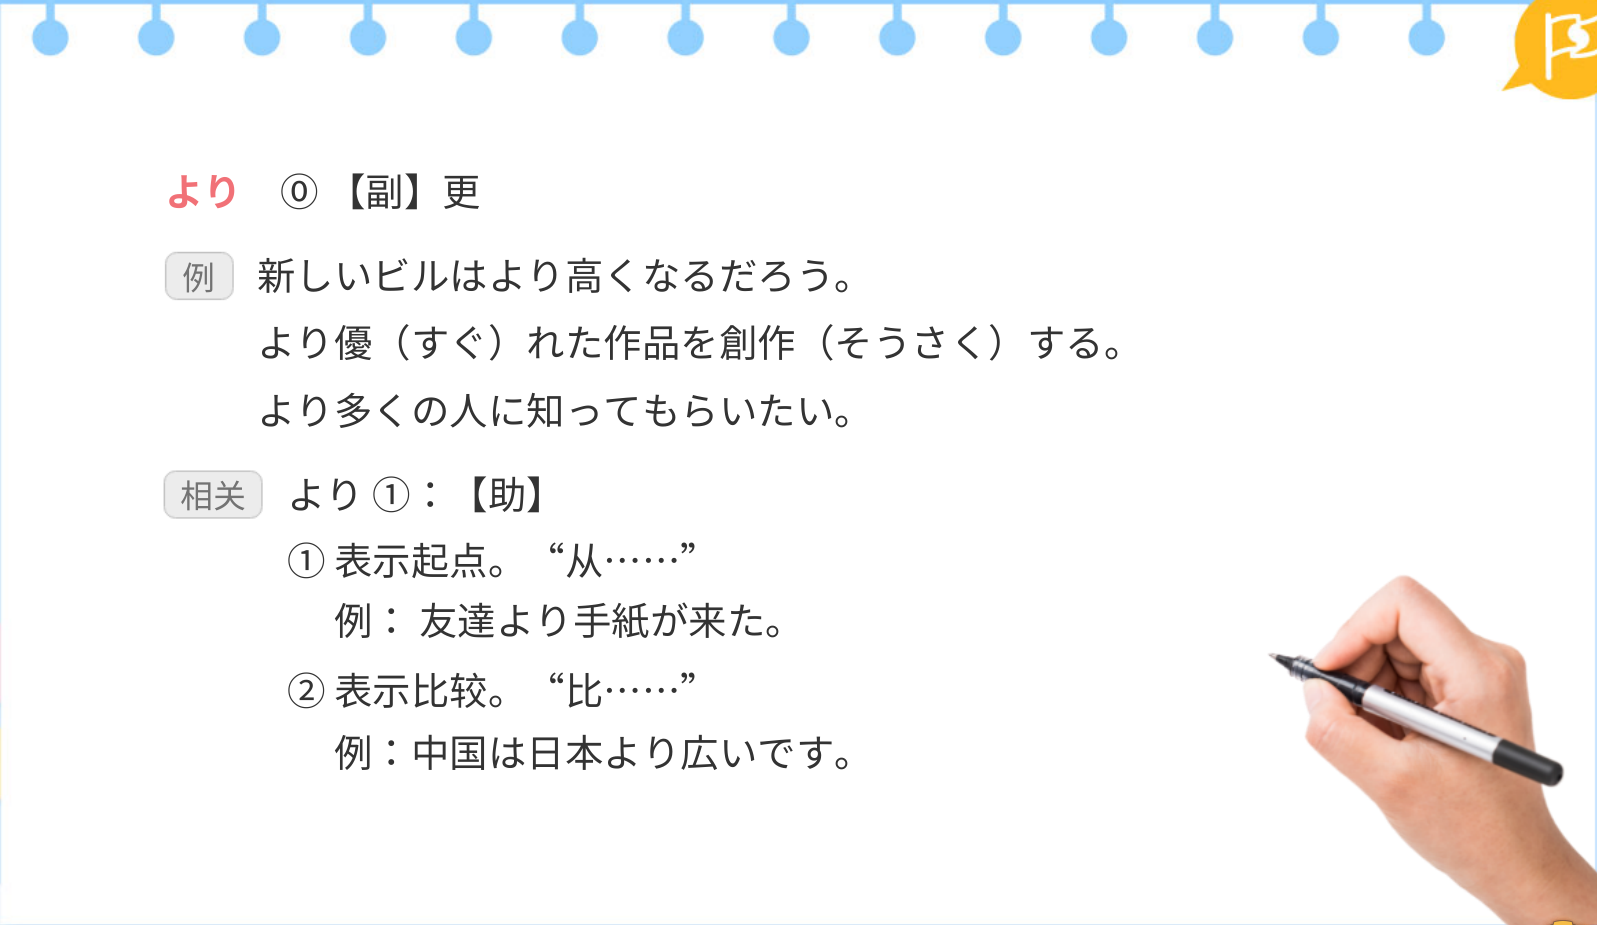 より ⓪ 【副】更
例 新しいビルはより高くなるだろう。
より優（すぐ）れた作品を創作（そうさく）する。
より多くの人に知ってもらいたい。
相关 より ①：【助】
① 表示起点。 “从……”
例： 友達より手紙が来た。
② 表示比较。 “比……”
例：中国は日本より広いです。